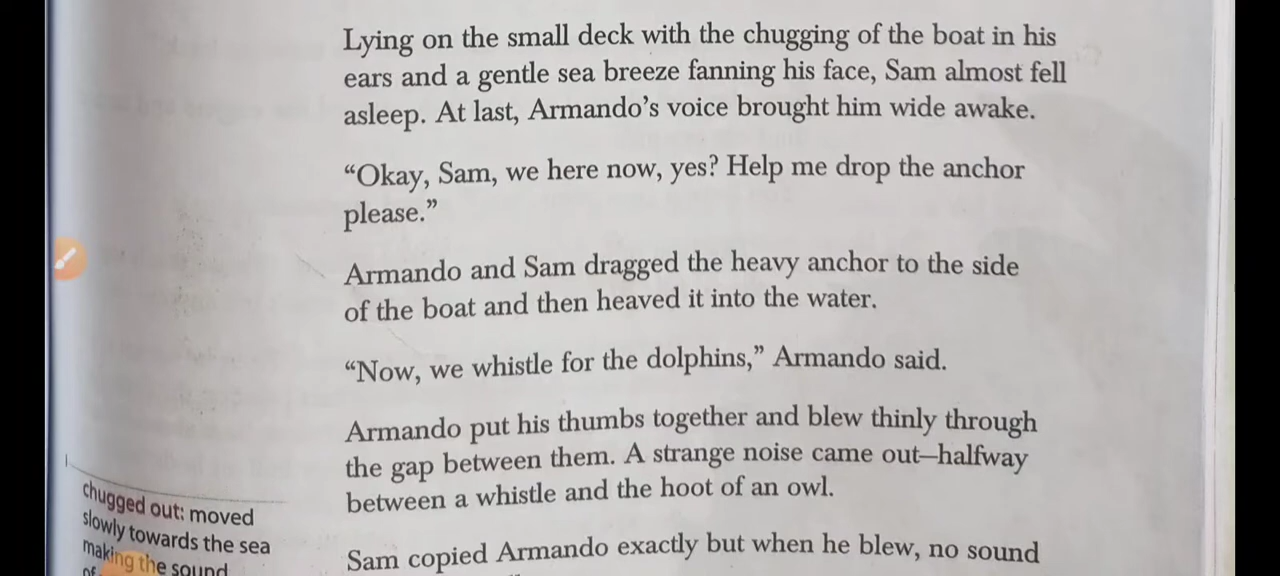 Lying on the small deck with the chugging of the boat in his
ears and a gentle sea breeze fanning his face, Sam almost fell
asleep. At last, Armando’s voice brought him wide awake.
“Okay, Sam, we here now, yes? Help me drop the anchor
please.”
Armando and Sam dragged the heavy anchor to the side
of the boat and then heaved it into the water.
“Now, we whistle for the dolphins,” Armando said.
Armando put his thumbs together and blew thinly through
the gap between them. A strange noise came out—halfway
between a whistle and the hoot of an owl.
Sam copied Armando exactly but when he blew, no sound
chugged out: moved
slowly towards the sea
making the sound
of